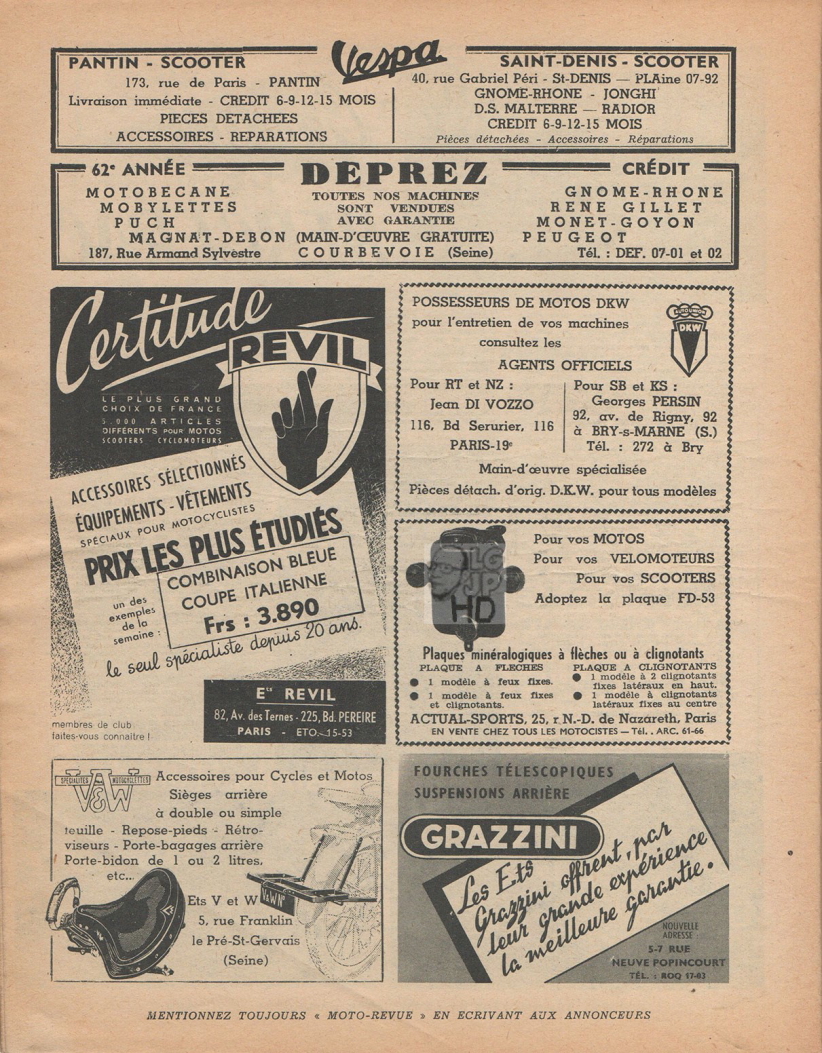 Vespa
PANTIN - SCOOTER
173, rue de Paris - PANTIN
Livraison immédiate - CREDIT 6-9-12-15 MOIS
PIECES DETACHEES
ACCESSOIRES - REPARATIONS
SAINT-DENIS - SCOOTER
40, rue Gabriel Péri - St-DENIS — PLAine 07-92
GNOME-RHONE - JONGHI
D.S. MALTERRE — RADIOR
CREDIT 6-9-12-15 MOIS
Pièces détachées - Accessoires - Réparations
62e ANNÉE
DEPREZ
CRÉDIT
MOTOBECANE
MOBYLETTES
PUCH
MAGNAT-DEBON
187, Rue Armand Sylvestre
TOUTES NOS MACHINES
SONT VENDUES
AVEC GARANTIE
(MAIN-D'ŒUVRE GRATUITE)
COURBEVOIE (Seine)
GNOME-RHONE
RENE GILLET
MONET-GOYON
PEUGEOT
Tél. : DEF. 07-01 et 02
Certitude
REVIL
LE PLUS GRAND
CHOIX DE FRANCE
5.000 ARTICLES
DIFFÉRENTS POUR MOTOS
SCOOTERS CYCLOMOTEURS
ACCESSOIRES SÉLECTIONNÉS
ÉQUIPEMENTS - VÊTEMENTS
SPÉCIAUX POUR MOTOCYCLISTES
PRIX LES PLUS ÉTUDIÉS
un des
exemples
de la
semaine :
COMBINAISON BLEUE
COUPE ITALIENNE
Frs : 3.890
le seul spécialiste depuis 20 ans.
Ets REVIL
82, Av. des Ternes - 225, Bd. PEREIRE
PARIS - ETO. 15-53
membres de club
faites-vous connaitre !
POSSESSEURS DE MOTOS DKW
pour l'entretien de vos machines
consultez les
AGENTS OFFICIELS
DKW
Pour RT et NZ :
Jean DI VOZZO
116, Bd Serurier, 116
PARIS-19e
Pour SB et KS :
Georges PERSIN
92, av. de Rigny, 92
à BRY-s-MARNE (S.)
Tél. : 272 à Bry
Main-d'œuvre spécialisée
Pièces détach. d'orig. D.K.W. pour tous modèles
LG
JP
HD
Pour vos MOTOS
Pour vos VELOMOTEURS
Pour vos SCOOTERS
Adoptez la plaque FD-53
Plaques minéralogiques à flèches ou à clignotants
PLAQUE A FLECHES
● 1 modèle à feux fixes.
● 1 modèle à feux fixes
et clignotants.
PLAQUE A CLIGNOTANTS
● 1 modèle à 2 clignotants
fixes latéraux en haut.
● 1 modèle à clignotants
latéraux fixes au centre
ACTUAL-SPORTS, 25, r. N.-D. de Nazareth, Paris
EN VENTE CHEZ TOUS LES MOTOCISTES — Tél. . ARC. 61-66
SPÉCIALITÉS V&W MOTOCYCLETTES
Accessoires pour Cycles et Motos
Sièges arrière
à double ou simple
feuille - Repose-pieds - Rétro-
viseurs - Porte-bagages arrière
Porte-bidon de 1 ou 2 litres,
etc...
V&W No
Ets V et W
5, rue Franklin
le Pré-St-Gervais
(Seine)
FOURCHES TÉLESCOPIQUES
SUSPENSIONS ARRIÈRE
GRAZZINI
Les Ets
Grazzini offrent, par
leur grande expérience
la meilleure garantie.
NOUVELLE
ADRESSE :
5-7 RUE
NEUVE POPINCOURT
TÉL. : ROQ 17-03
MENTIONNEZ TOUJOURS « MOTO-REVUE » EN ECRIVANT AUX ANNONCEURS